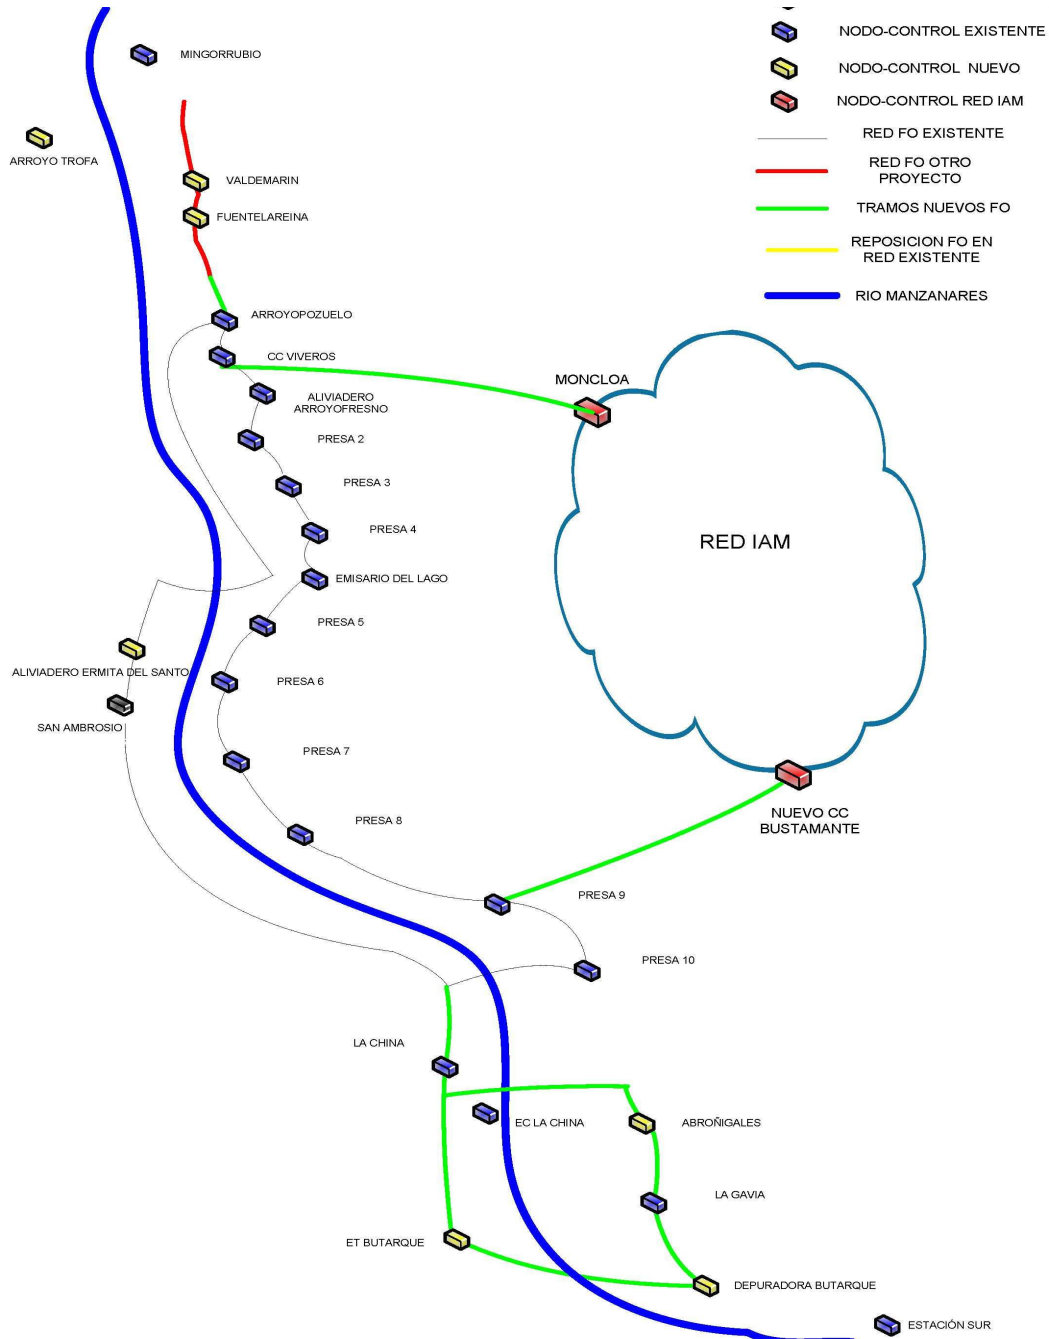 NODO-CONTROL EXISTENTE
MINGORRUBIO
NODO-CONTROL NUEVO
NODO-CONTROL RED IAM
RED FO EXISTENTE
ARROYO TROFA
RED FO OTRO
PROYECTO
VALDEMARIN
TRAMOS NUEVOS FO
FUENTELAREINA
REPOSICION FO EN
RED EXISTENTE
RIO MANZANARES
ARROYOPOZUELO
CC VIVEROS
MONCLOA
ALIVIADERO
ARROYOFRESNO
PRESA 2
PRESA 3
PRESA 4
RED IAM
EMISARIO DEL LAGO
PRESA 5
ALIVIADERO ERMITA DEL SANTO
PRESA 6
SAN AMBROSIO
PRESA 7
NUEVO CC
BUSTAMANTE
PRESA 8
PRESA 9
PRESA 10
LA CHINA
EC LA CHINA
ABROÑIGALES
LA GAVIA
ET BUTARQUE
DEPURADORA BUTARQUE
ESTACIÓN SUR